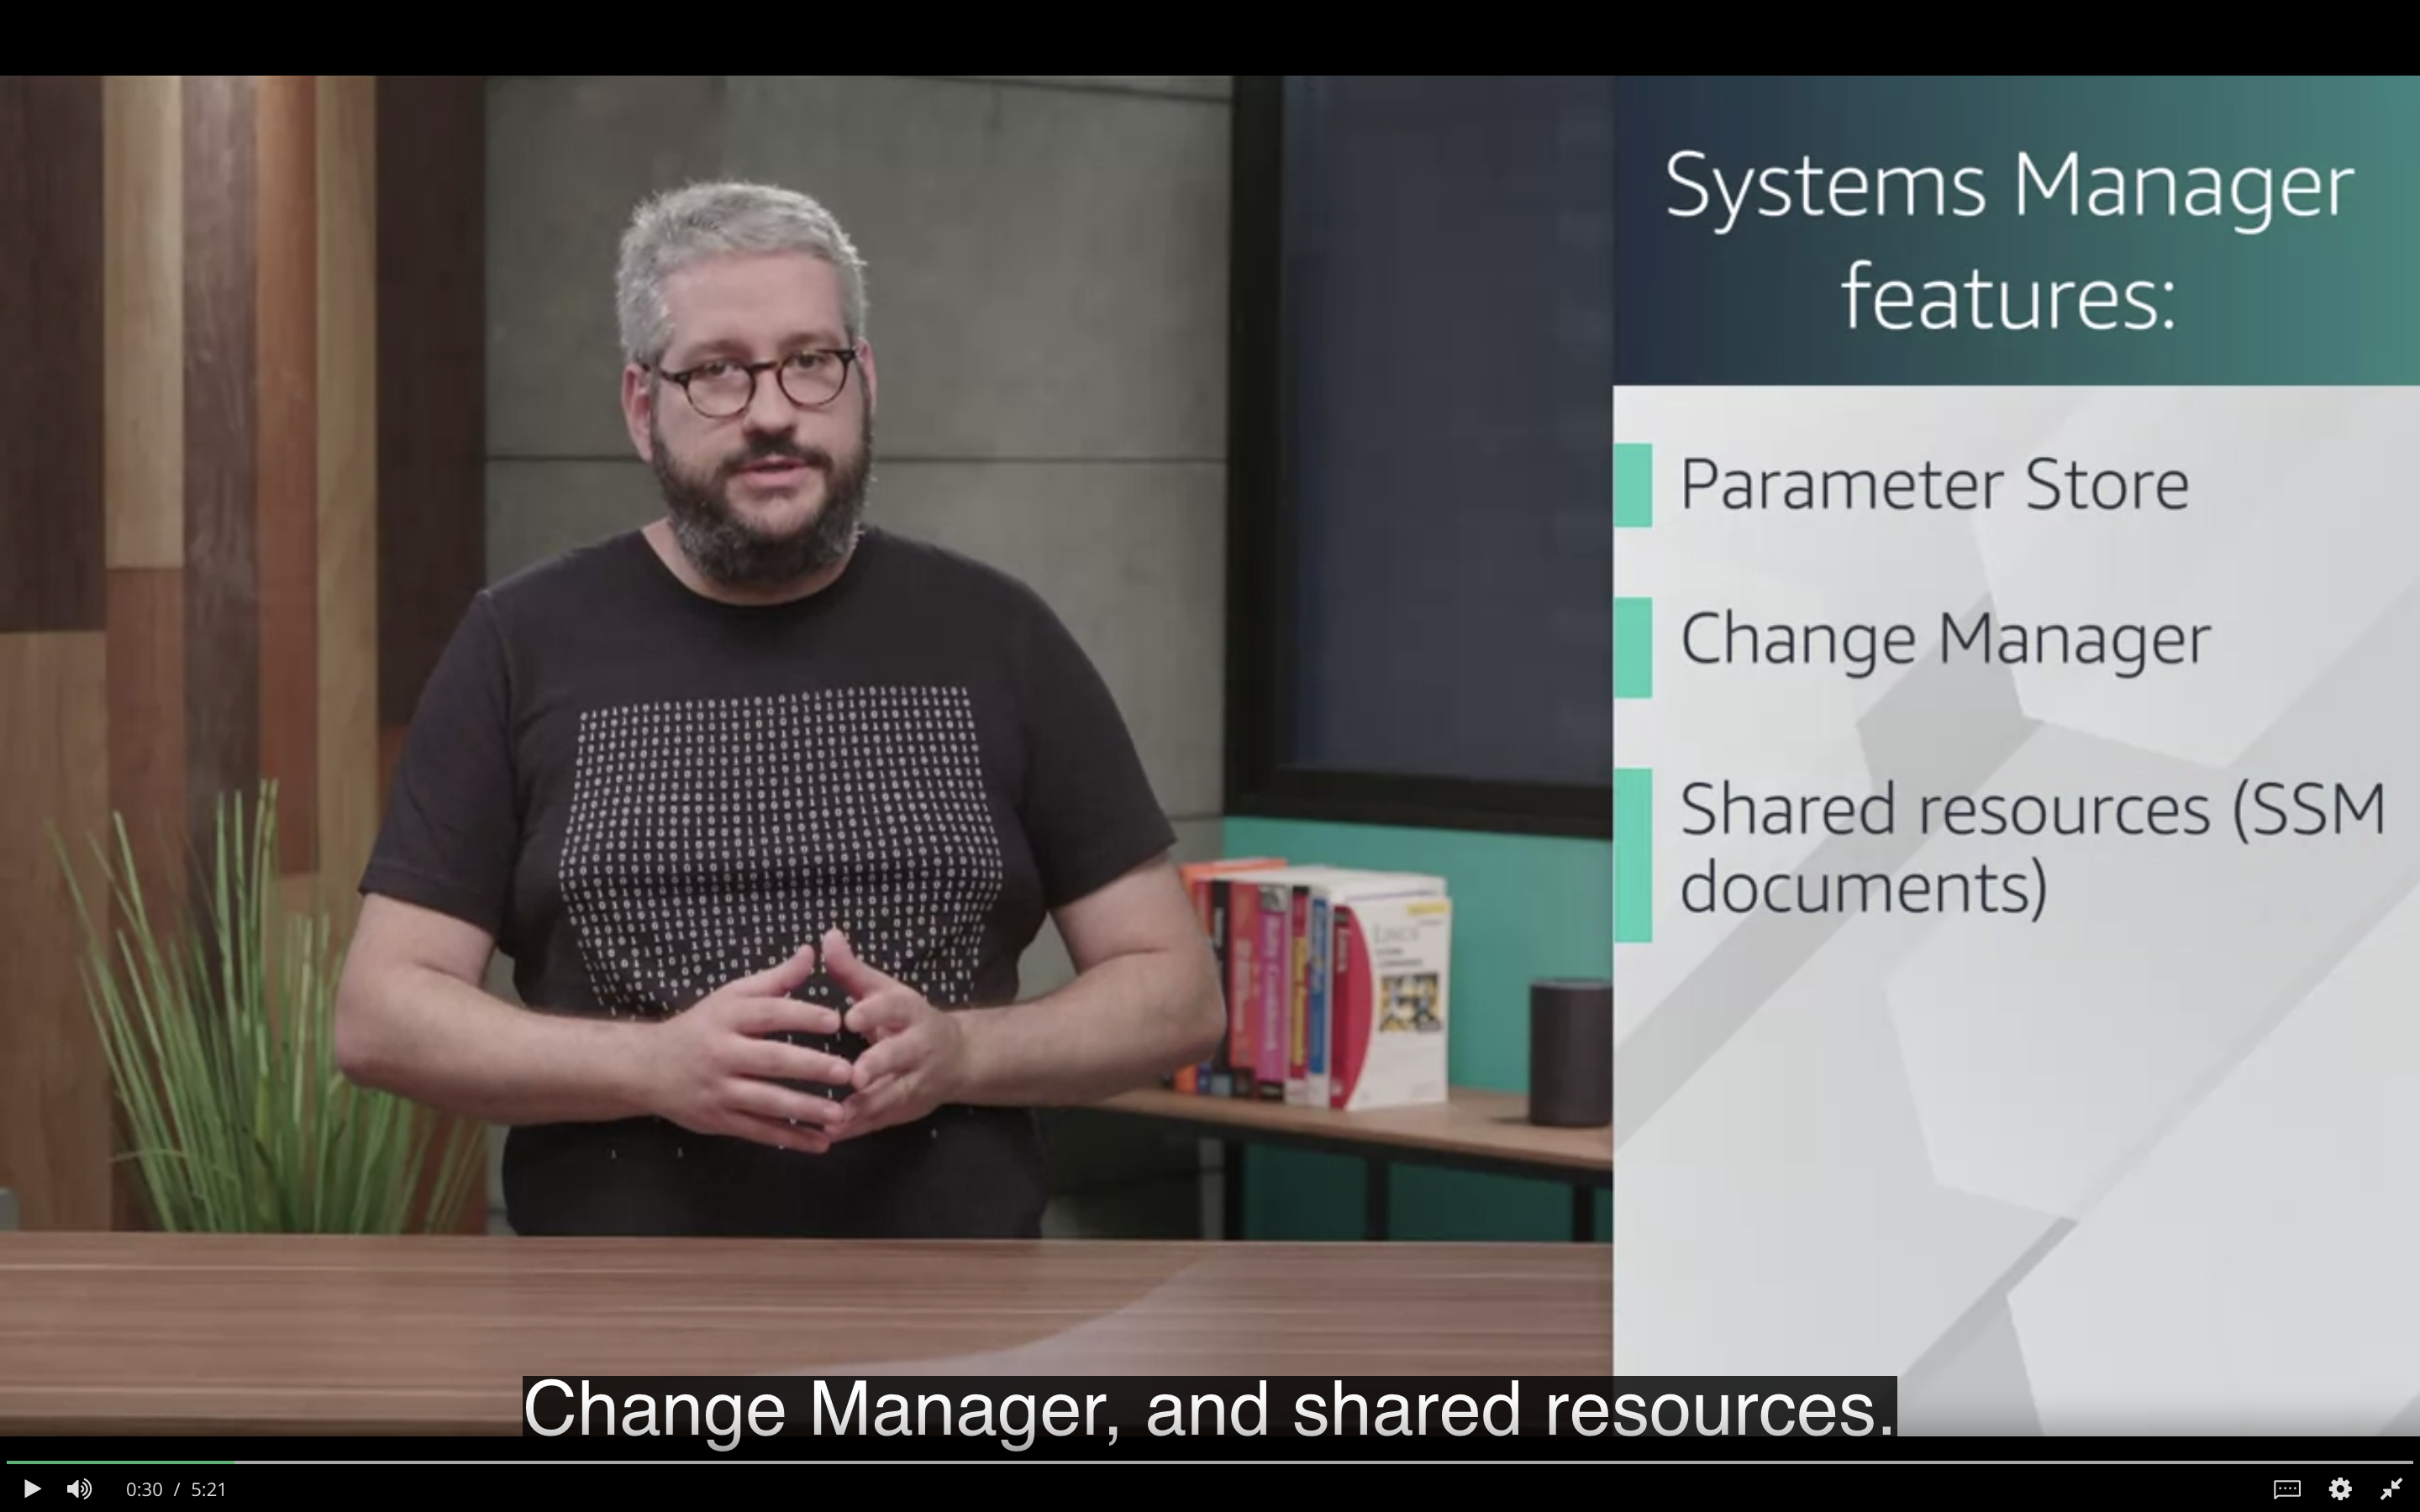 Systems Manager
features:
Parameter Store
Change Manager
Shared resources (SSM
documents)
Change Manager, and shared resources.
0:30 / 5:21